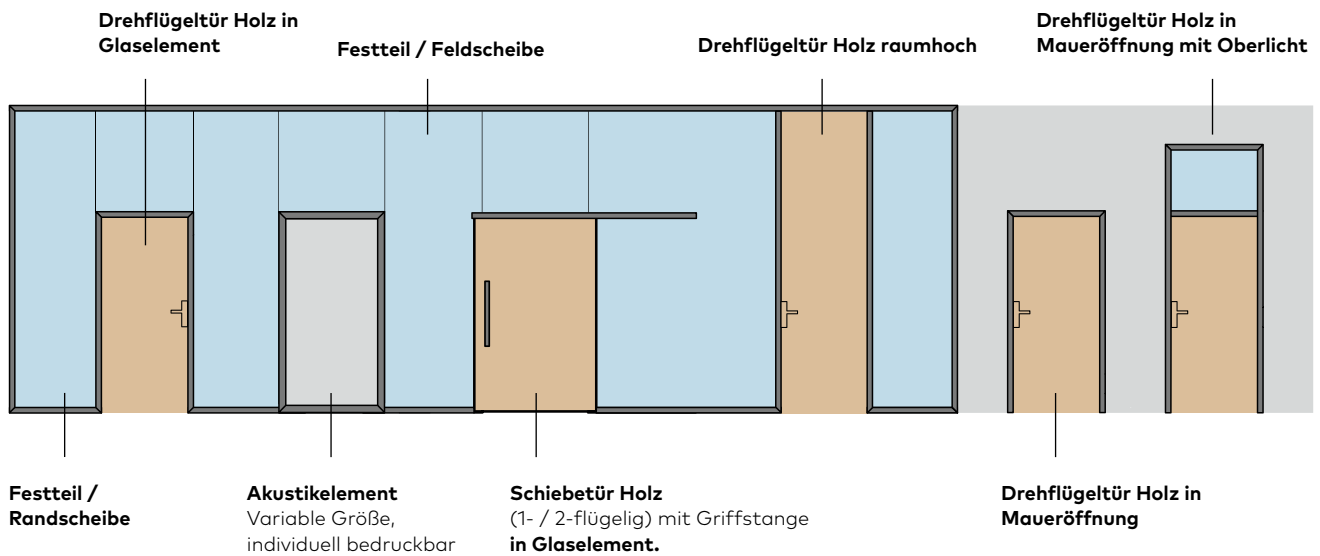 Drehflügeltür Holz in
Glaselement
Festteil / Feldscheibe
Drehflügeltür Holz raumhoch
Drehflügeltür Holz in
Maueröffnung mit Oberlicht
Festteil /
Randscheibe
Akustikelement
Variable Größe,
individuell bedruckbar
Schiebetür Holz
(1- / 2-flügelig) mit Griffstange
in Glaselement.
Drehflügeltür Holz in
Maueröffnung